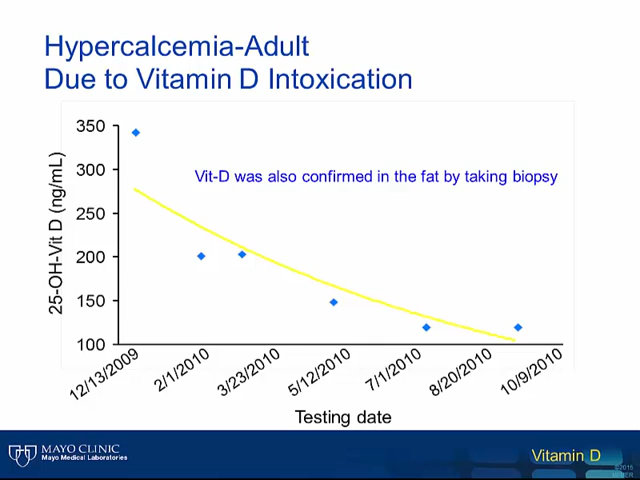 Hypercalcemia-Adult
Due to Vitamin D Intoxication
350
300
250
200
150
100
25-OH-Vit D (ng/mL)
Vit-D was also confirmed in the fat by taking biopsy
12/13/2009
2/1/2010
3/23/2010
5/12/2010
7/1/2010
8/20/2010
10/9/2010
Testing date
MAYO CLINIC
Mayo Medical Laboratories
Vitamin D
©2015